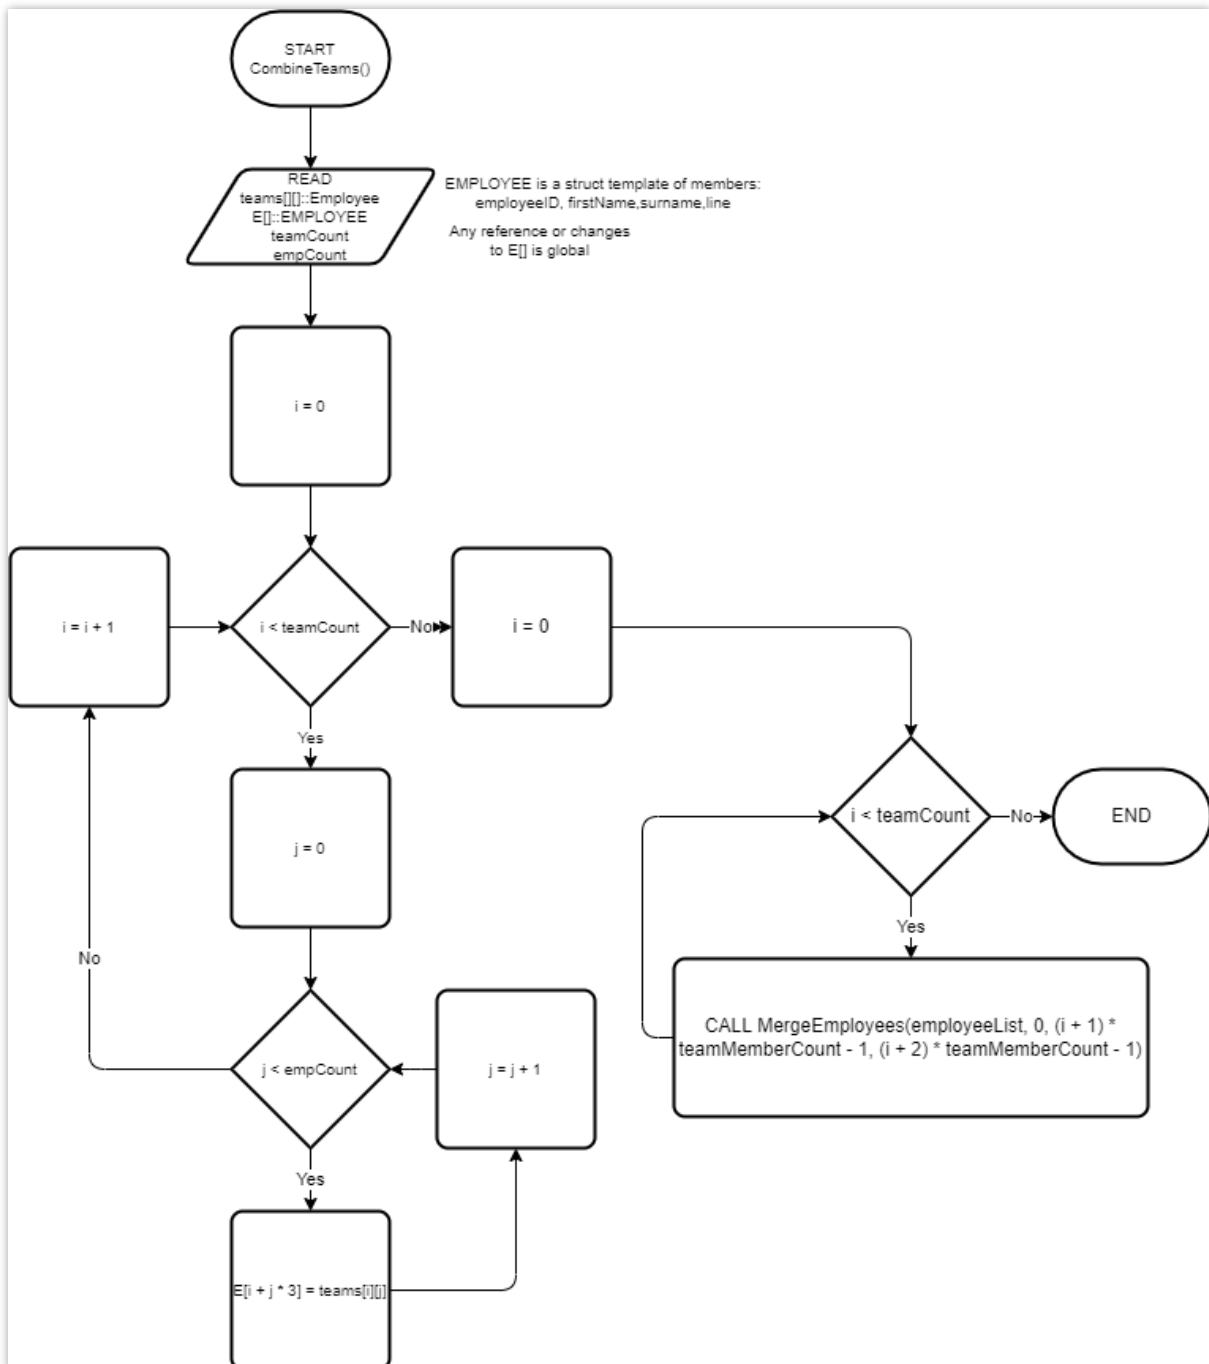 START
CombineTeams()
READ
teams[][]::Employee
E[]::EMPLOYEE
teamCount
empCount
EMPLOYEE is a struct template of members:
employeeID, firstName,surname,line
Any reference or changes
to E[] is global
i = 0
i = i + 1
i < teamCount
No
i = 0
Yes
j = 0
i < teamCount
No
END
Yes
No
CALL MergeEmployees(employeeList, 0, (i + 1) *
teamMemberCount - 1, (i + 2) * teamMemberCount - 1)
j < empCount
j = j + 1
Yes
E[i + j * 3] = teams[i][j]